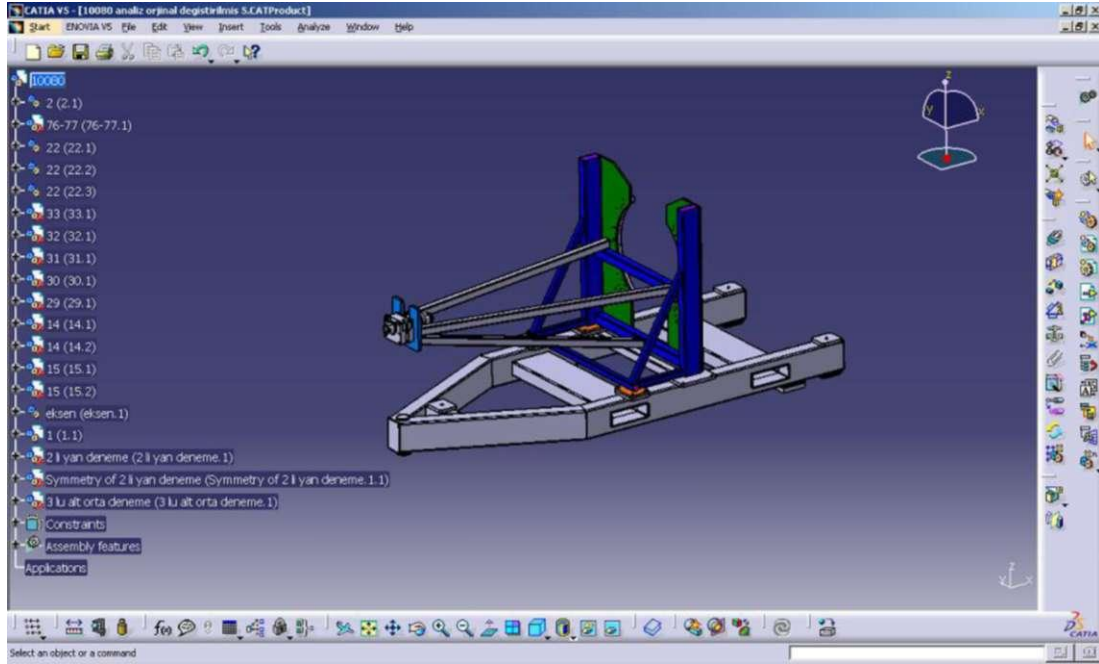 CATIA V5 - [10080 analiz orjinal degistirilmis S.CATProduct]
Start ENOVIA V5 File Edit View Insert Tools Analyze Window Help
10080
2 (2.1)
76-77 (76-77.1)
22 (22.1)
22 (22.2)
22 (22.3)
33 (33.1)
32 (32.1)
31 (31.1)
30 (30.1)
29 (29.1)
14 (14.1)
14 (14.2)
15 (15.1)
15 (15.2)
eksen (eksen.1)
1 (1.1)
2 li yan deneme (2 li yan deneme.1)
Symmetry of 2 li yan deneme (Symmetry of 2 li yan deneme.1.1)
3 lu alt orta deneme (3 lu alt orta deneme.1)
Constraints
Assembly features
Applications
z
y
x
z
y
x
f(x)
CATIA
Select an object or a command